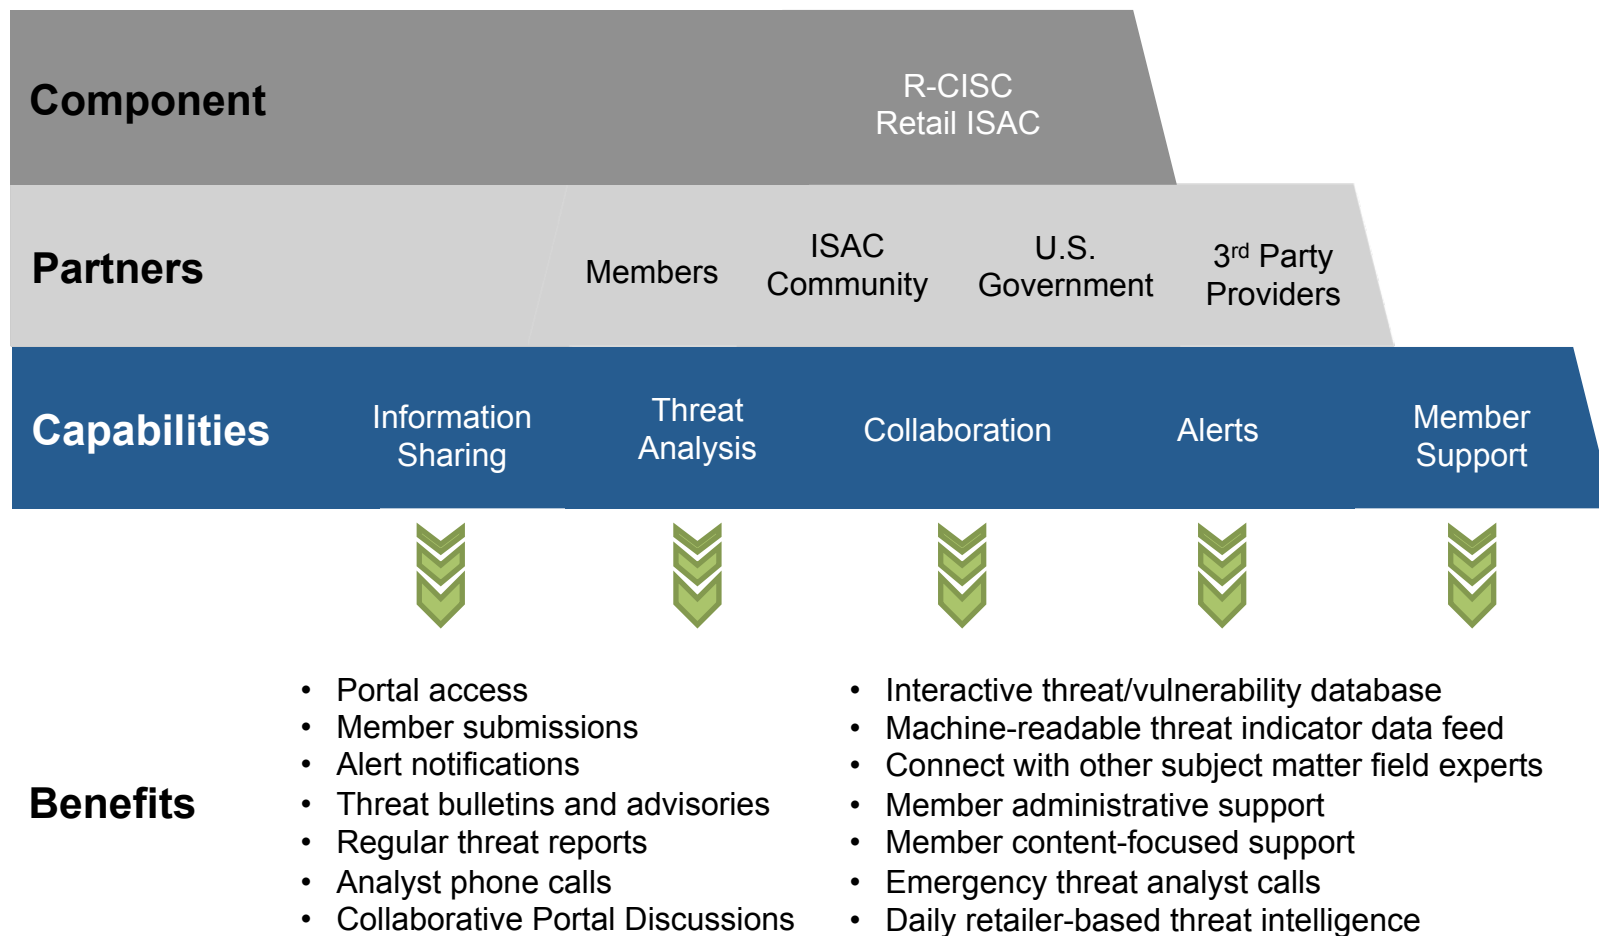 Component
R-CISC
Retail ISAC
Partners
Members
ISAC
Community
U.S.
Government
3rd Party
Providers
Capabilities
Information
Sharing
Threat
Analysis
Collaboration
Alerts
Member
Support
Benefits
• Portal access
• Member submissions
• Alert notifications
• Threat bulletins and advisories
• Regular threat reports
• Analyst phone calls
• Collaborative Portal Discussions
• Interactive threat/vulnerability database
• Machine-readable threat indicator data feed
• Connect with other subject matter field experts
• Member administrative support
• Member content-focused support
• Emergency threat analyst calls
• Daily retailer-based threat intelligence